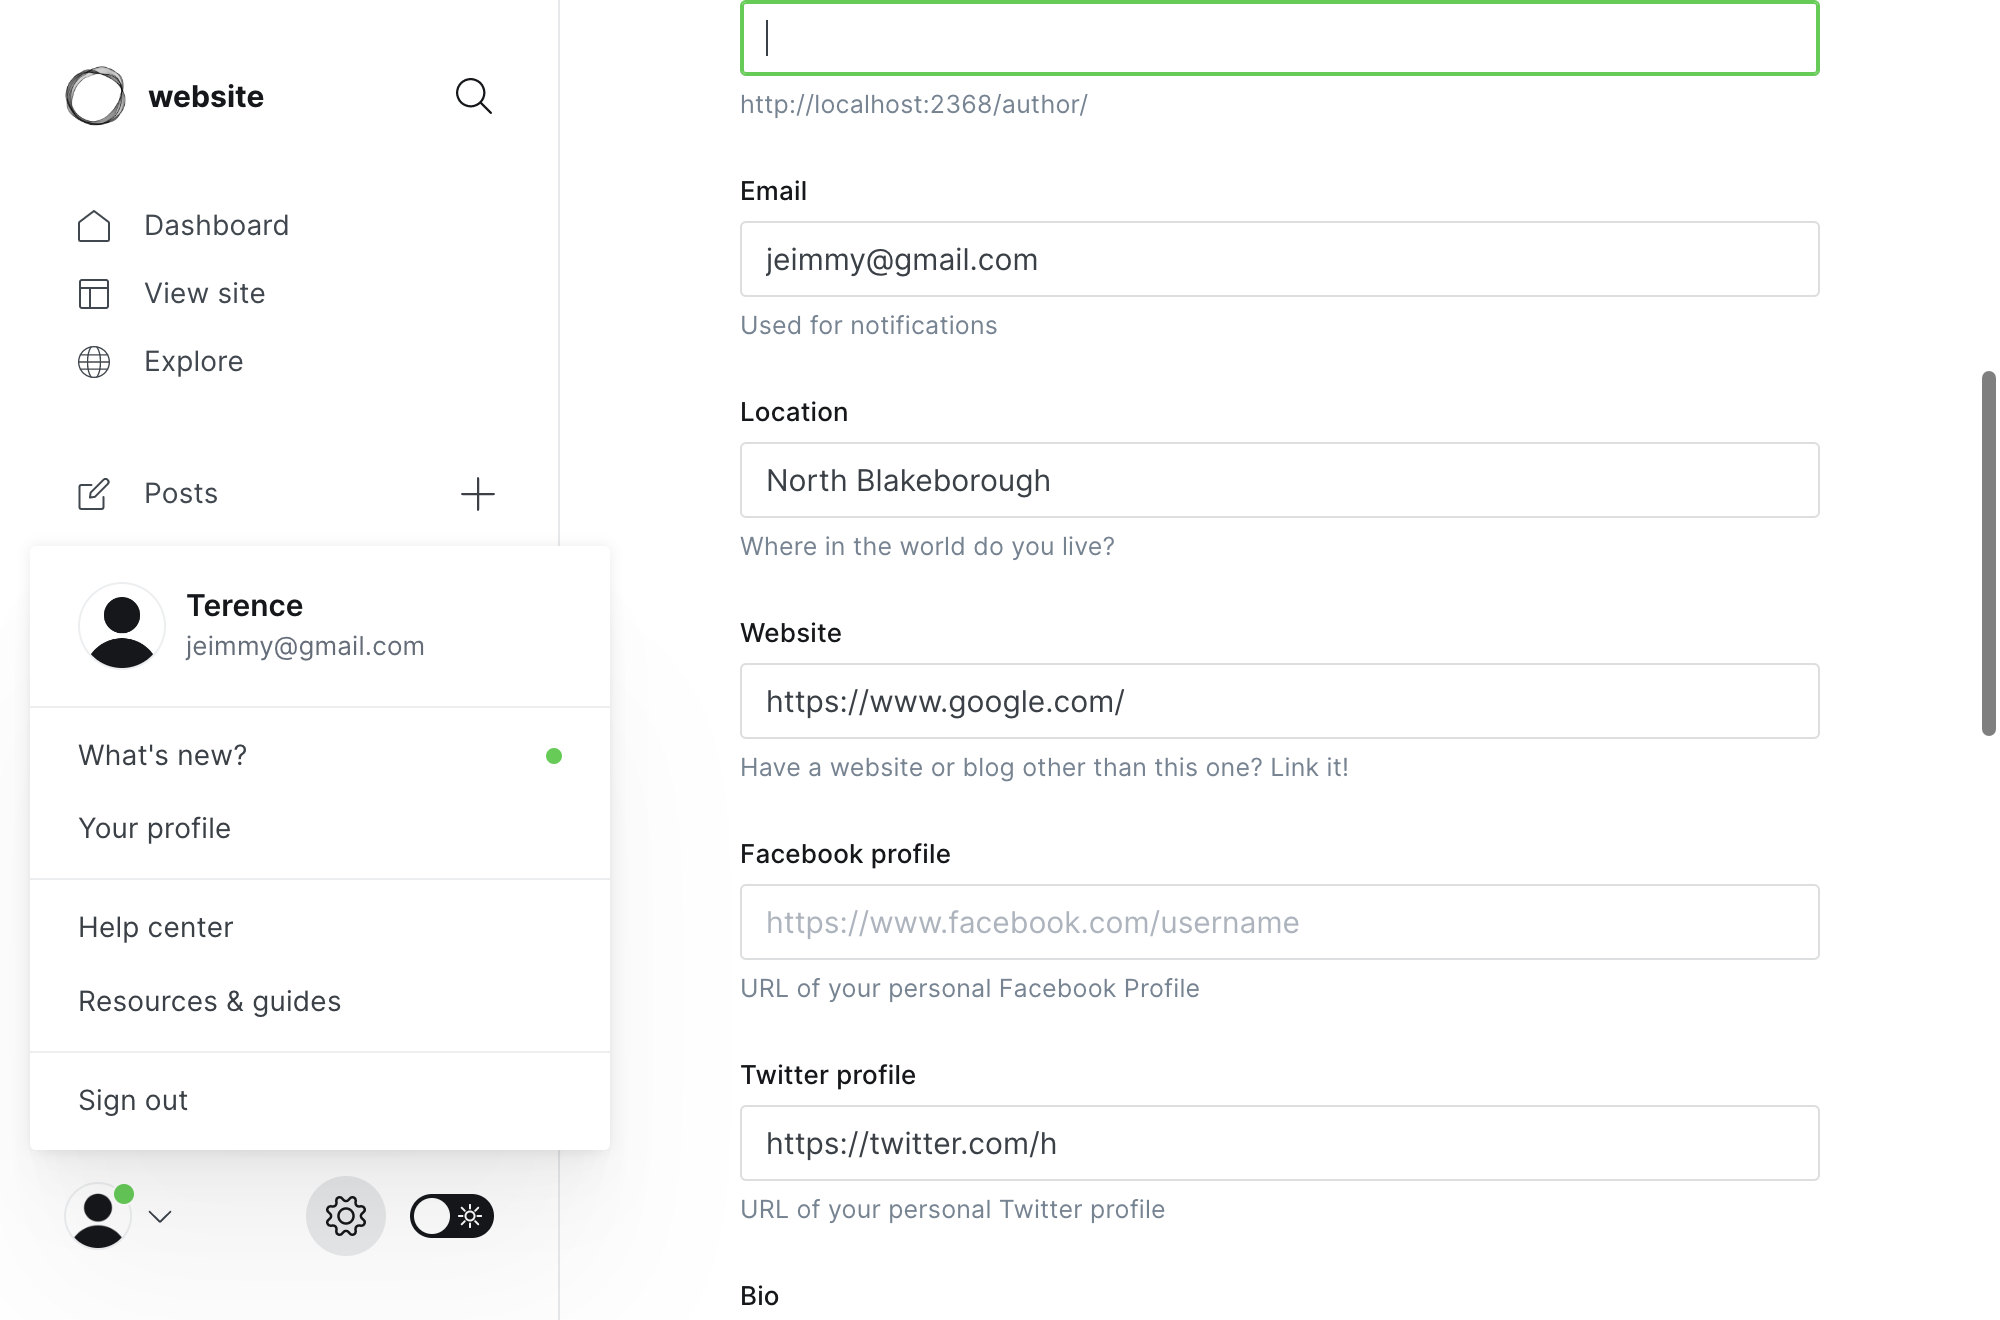 website
Dashboard
View site
Explore
Posts
Terence
jeimmy@gmail.com
What's new?
Your profile
Help center
Resources & guides
Sign out
http://localhost:2368/author/
Email
jeimmy@gmail.com
Used for notifications
Location
North Blakeborough
Where in the world do you live?
Website
https://www.google.com/
Have a website or blog other than this one? Link it!
Facebook profile
https://www.facebook.com/username
URL of your personal Facebook Profile
Twitter profile
https://twitter.com/h
URL of your personal Twitter profile
Bio